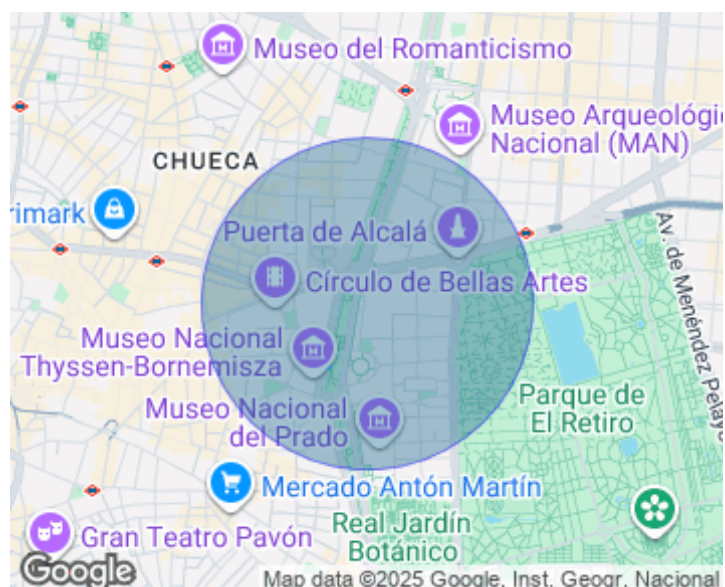 Museo del Romanticismo
Museo Arqueológic
Nacional (MAN)
CHUECA
rimark
Puerta de Alcalá
Círculo de Bellas Artes
Av. de Menéndez Pelayo
Museo Nacional
Thyssen-Bornemisza
Museo Nacional
del Prado
Parque de
El Retiro
Mercado Antón Martín
Real Jardín
Botánico
Gran Teatro Pavón
Google
Map data ©2025 Google, Inst. Geogr. Nacional